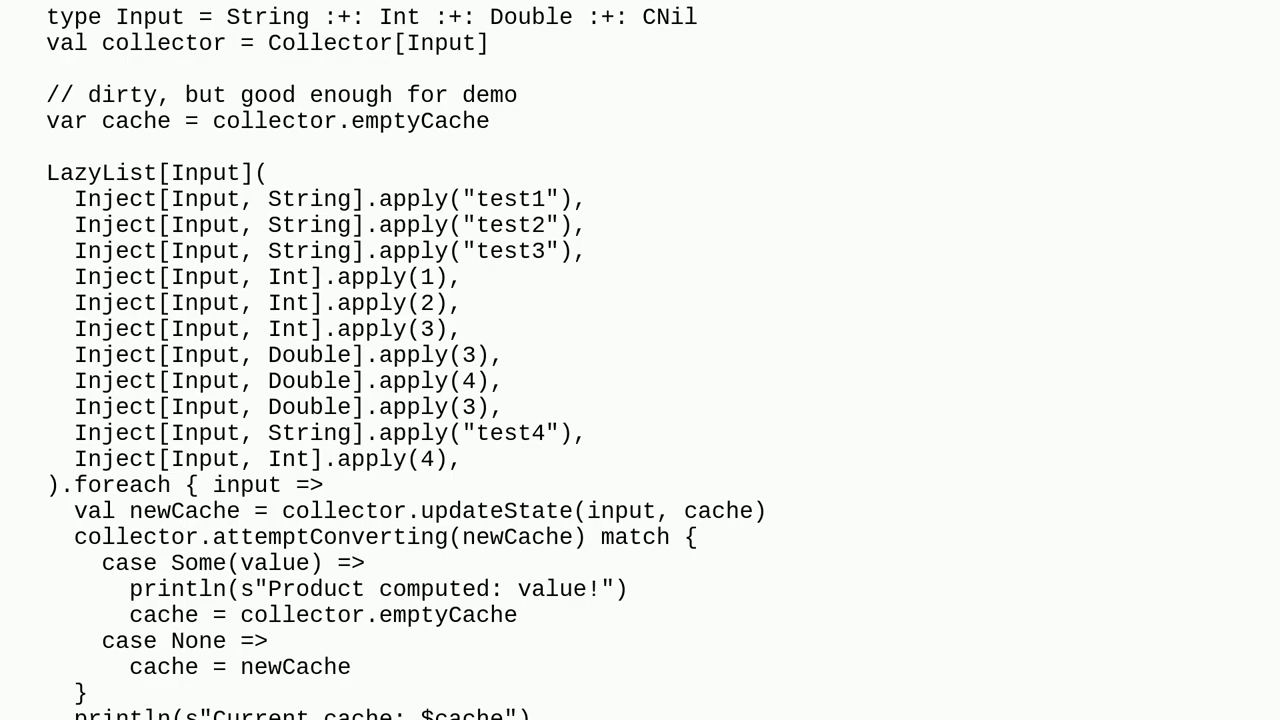 type Input = String :+: Int :+: Double :+: CNil
val collector = Collector[Input]

// dirty, but good enough for demo
var cache = collector.emptyCache

LazyList[Input](
  Inject[Input, String].apply("test1"),
  Inject[Input, String].apply("test2"),
  Inject[Input, String].apply("test3"),
  Inject[Input, Int].apply(1),
  Inject[Input, Int].apply(2),
  Inject[Input, Int].apply(3),
  Inject[Input, Double].apply(3),
  Inject[Input, Double].apply(4),
  Inject[Input, Double].apply(3),
  Inject[Input, String].apply("test4"),
  Inject[Input, Int].apply(4),
).foreach { input =>
  val newCache = collector.updateState(input, cache)
  collector.attemptConverting(newCache) match {
    case Some(value) =>
      println(s"Product computed: value!")
      cache = collector.emptyCache
    case None =>
      cache = newCache
  }
  println(s"Current cache: $cache")